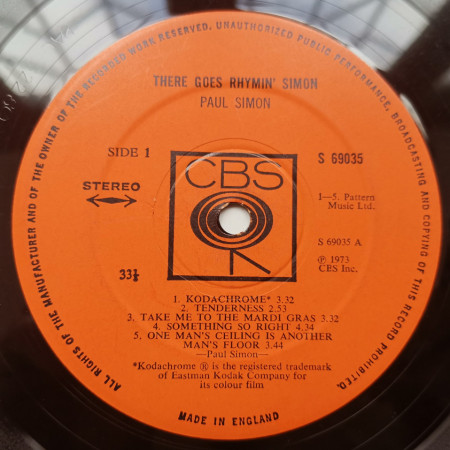 ALL RIGHTS OF THE MANUFACTURER AND OF THE OWNER OF THE RECORDED WORK RESERVED. UNAUTHORIZED PUBLIC PERFORMANCE, BROADCASTING AND COPYING OF THIS RECORD PROHIBITED.
THERE GOES RHYMIN' SIMON
PAUL SIMON
SIDE 1
S 69035
STEREO
CBS
1—5. Pattern
Music Ltd.
S 69035 A
℗ 1973
CBS Inc.
33⅓
1. KODACHROME* 3.32
2. TENDERNESS 2.53
3. TAKE ME TO THE MARDI GRAS 3.32
4. SOMETHING SO RIGHT 4.34
5. ONE MAN'S CEILING IS ANOTHER
MAN'S FLOOR 3.44
—Paul Simon—
*Kodachrome ® is the registered trademark
of Eastman Kodak Company for
its colour film
MADE IN ENGLAND